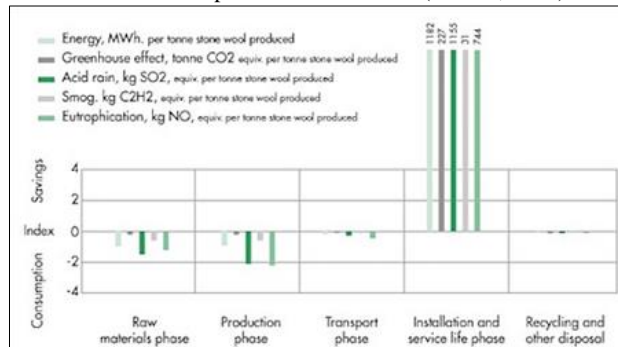 Energy, MWh. per tonne stone wool produced
Greenhouse effect, tonne CO2 equiv. per tonne stone wool produced
Acid rain, kg SO2, equiv. per tonne stone wool produced
Smog. kg C2H2, equiv. per tonne stone wool produced
Eutrophication, kg NO, equiv. per tonne stone wool produced
1182
227
1155
31
744
Savings
Index
Consumption
4
2
0
-2
-4
Raw
materials phase
Production
phase
Transport
phase
Installation and
service life phase
Recycling and
other disposal